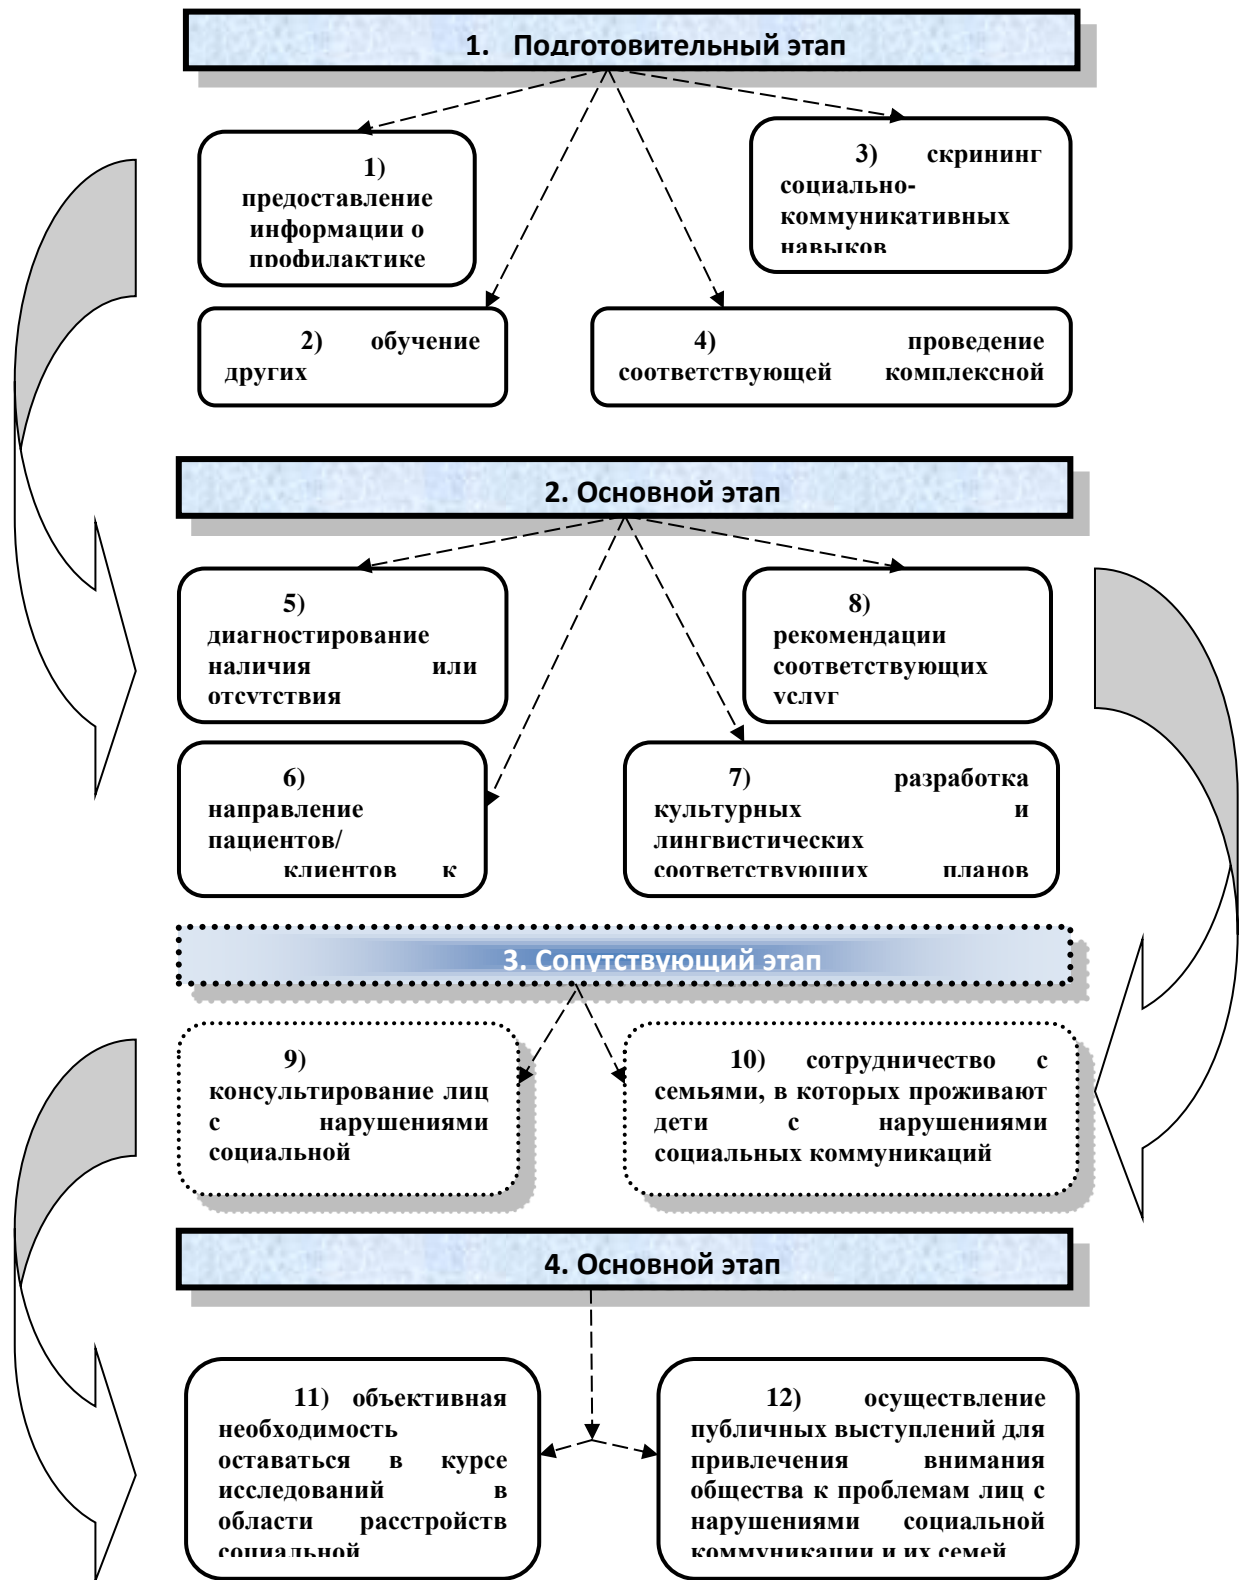 1. Подготовительный этап
1)
предоставление
информации о
профилактике
3) скрининг
социально-
коммуникативных
навыков
2) обучение
других
4) проведение
соответствующей комплексной
2. Основной этап
5)
диагностирование
наличия или
отсутствия
8)
рекомендации
соответствующих
услуг
6)
направление
пациентов/
клиентов к
7) разработка
культурных и
лингвистических
соответствующих планов
3. Сопутствующий этап
9)
консультирование лиц
с нарушениями
социальной
10) сотрудничество с
семьями, в которых проживают
дети с нарушениями
социальных коммуникаций
4. Основной этап
11) объективная
необходимость
оставаться в курсе
исследований в
области расстройств
социальной
12) осуществление
публичных выступлений для
привлечения внимания
общества к проблемам лиц с
нарушениями социальной
коммуникации и их семей